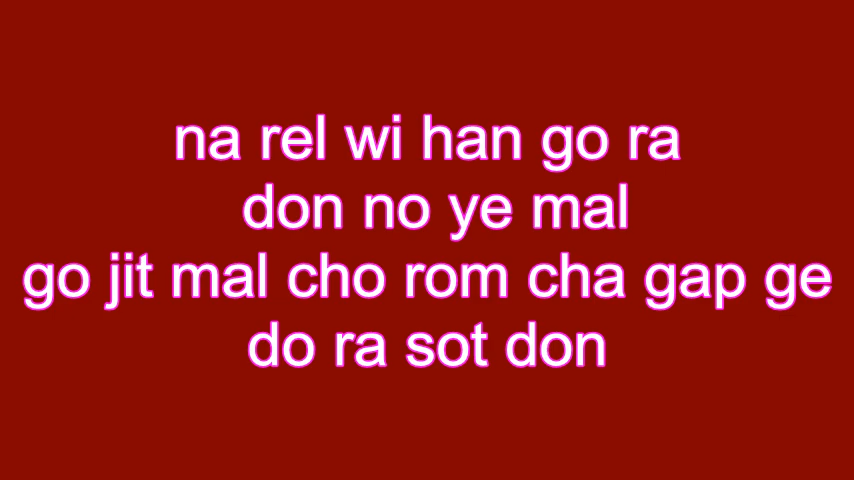 na rel wi han go ra
don no ye mal
go jit mal cho rom cha gap ge
do ra sot don